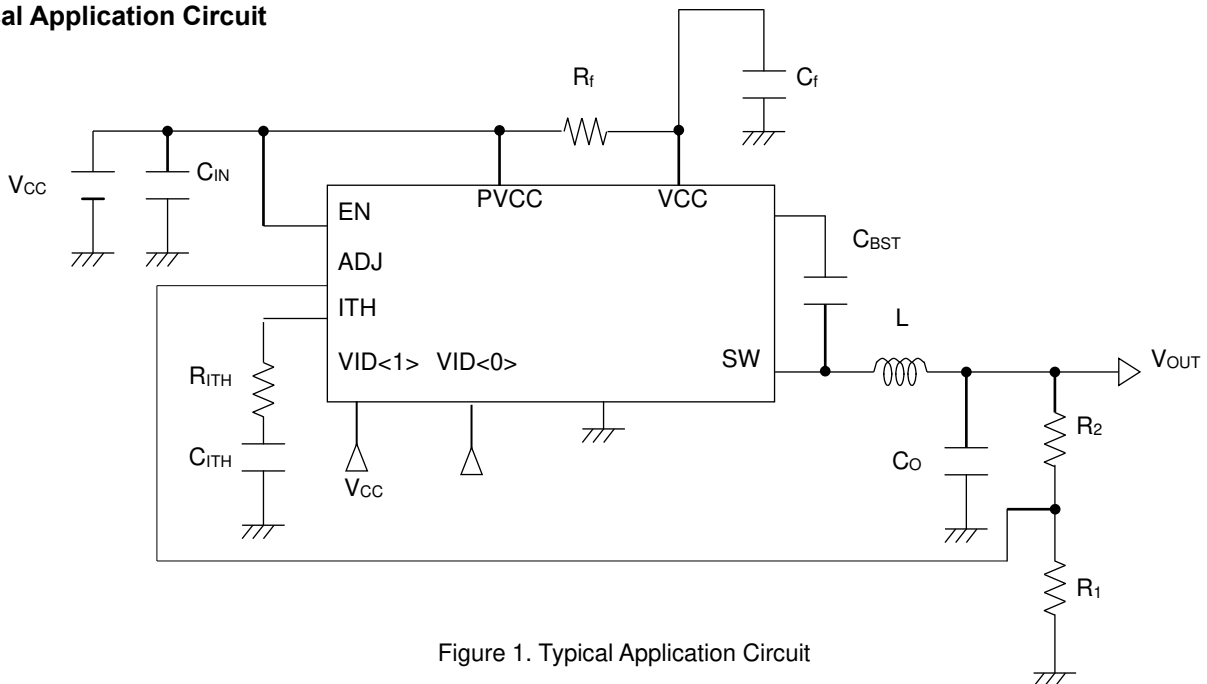 al Application Circuit
Rf
Cf
VCC
CIN
PVCC
VCC
EN
ADJ
ITH
VID<1>
VID<0>
SW
CBST
L
VOUT
RITH
CITH
VCC
R2
CO
R1
Figure 1. Typical Application Circuit